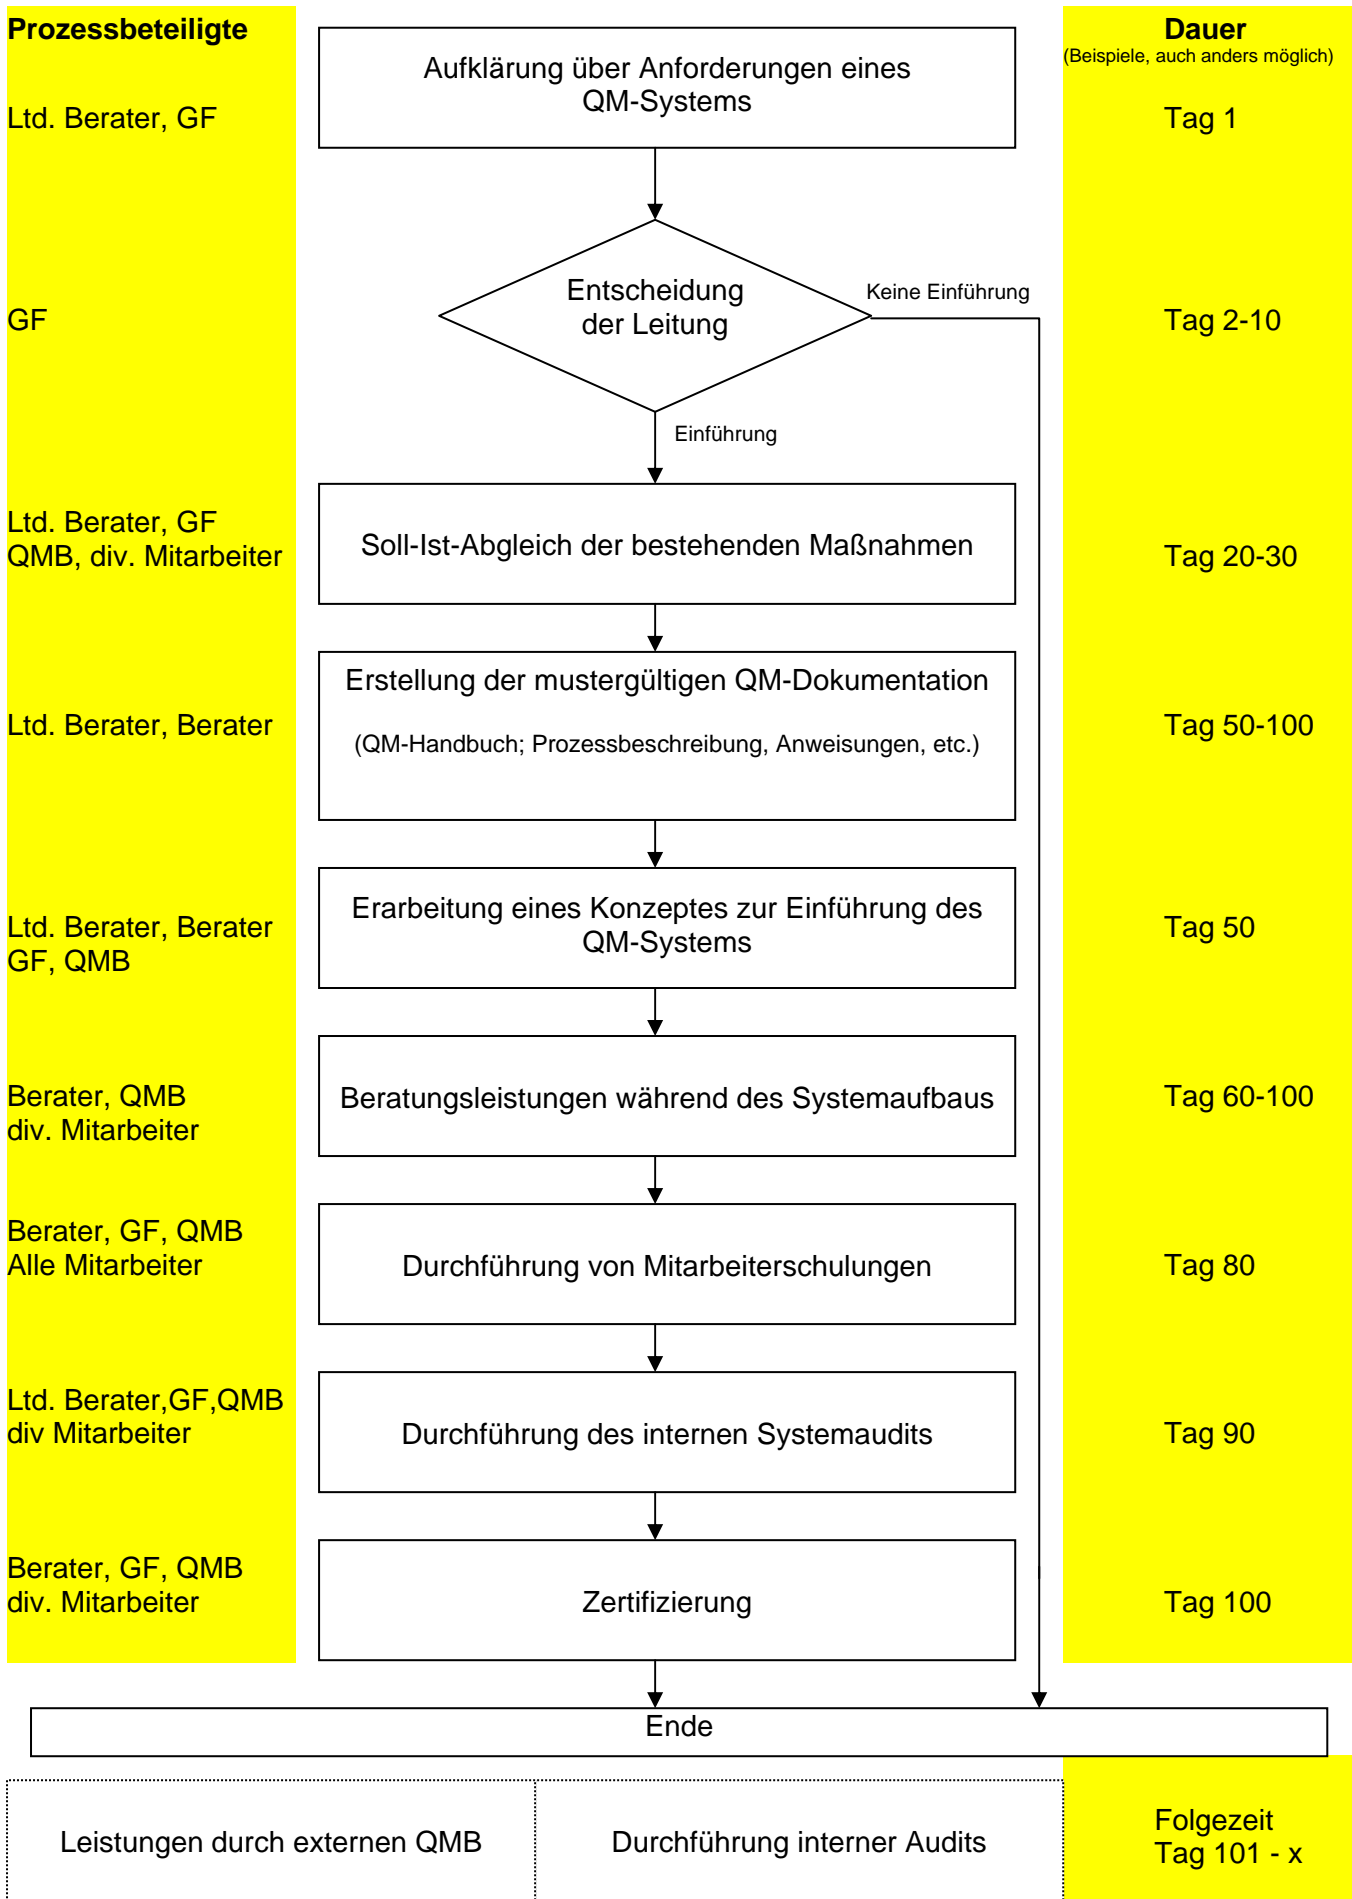 Prozessbeteiligte
Dauer
(Beispiele, auch anders möglich)
Aufklärung über Anforderungen eines
QM-Systems
Ltd. Berater, GF
Tag 1
Entscheidung
der Leitung
Keine Einführung
GF
Tag 2-10
Einführung
Ltd. Berater, GF
QMB, div. Mitarbeiter
Soll-Ist-Abgleich der bestehenden Maßnahmen
Tag 20-30
Erstellung der mustergültigen QM-Dokumentation
(QM-Handbuch; Prozessbeschreibung, Anweisungen, etc.)
Ltd. Berater, Berater
Tag 50-100
Erarbeitung eines Konzeptes zur Einführung des
QM-Systems
Ltd. Berater, Berater
GF, QMB
Tag 50
Berater, QMB
div. Mitarbeiter
Beratungsleistungen während des Systemaufbaus
Tag 60-100
Berater, GF, QMB
Alle Mitarbeiter
Durchführung von Mitarbeiterschulungen
Tag 80
Ltd. Berater,GF,QMB
div Mitarbeiter
Durchführung des internen Systemaudits
Tag 90
Berater, GF, QMB
div. Mitarbeiter
Zertifizierung
Tag 100
Ende
Leistungen durch externen QMB
Durchführung interner Audits
Folgezeit
Tag 101 - x